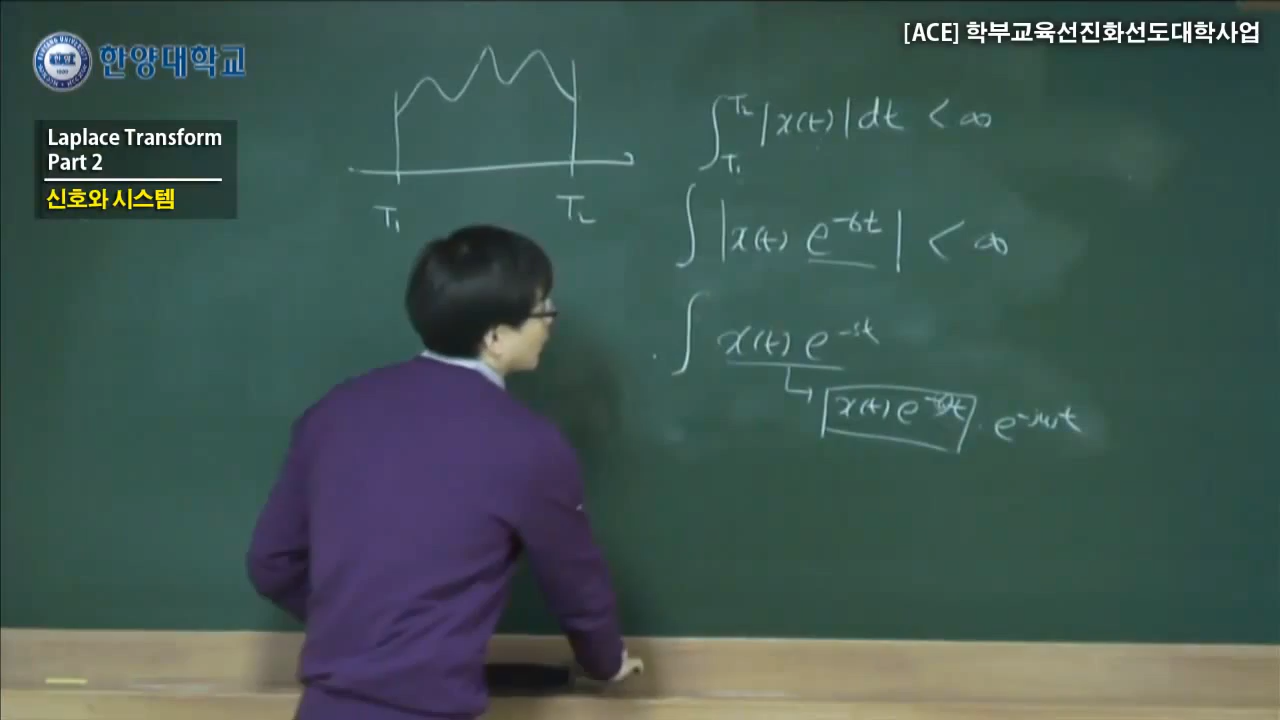 [ACE] 학부교육선진화선도대학사업
한양대학교
Laplace Transform
Part 2
신호와 시스템
T₁ T₂
∫_{T₁}^{T₂} |x(t)| dt < ∞
∫ |x(t) e^{-σt}| < ∞
∫ x(t) e^{-st}
x(t) e^{-σt} · e^{-jωt}